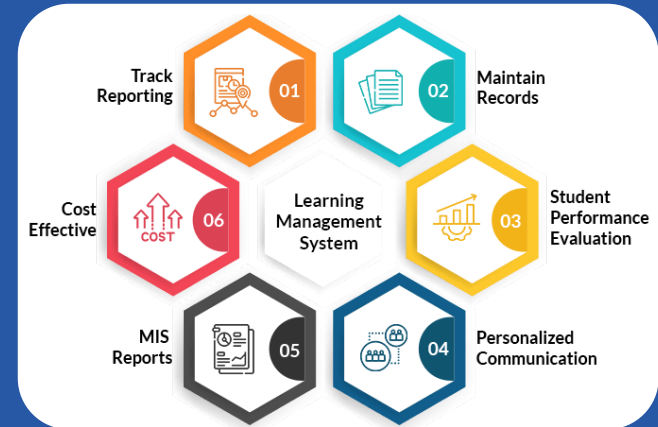 Track
Reporting
01
02
Maintain
Records
Cost
Effective
COST
06
Learning
Management
System
03
Student
Performance
Evaluation
MIS
Reports
05
04
Personalized
Communication